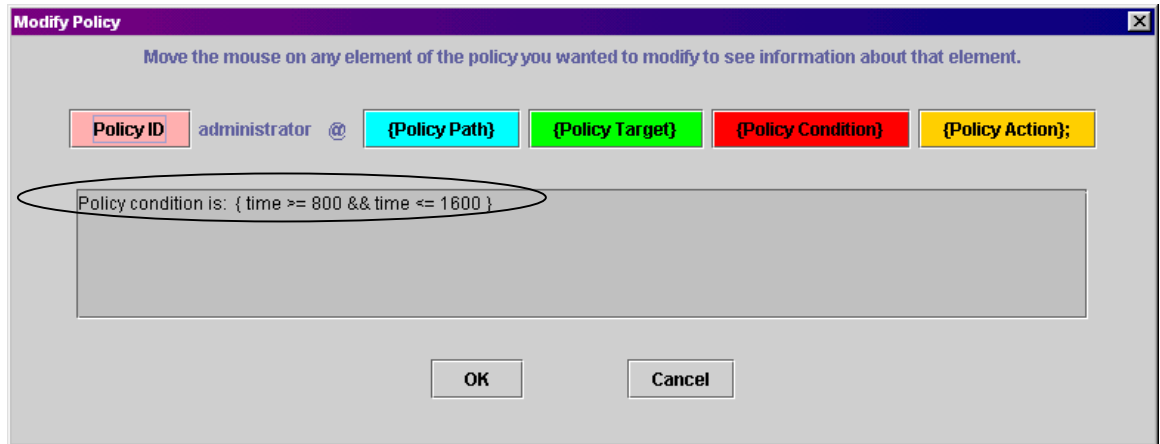 Modify Policy
Move the mouse on any element of the policy you wanted to modify to see information about that element.
Policy ID administrator @ {Policy Path} {Policy Target} {Policy Condition} {Policy Action};
Policy condition is: { time >= 800 && time <= 1600 }
OK Cancel